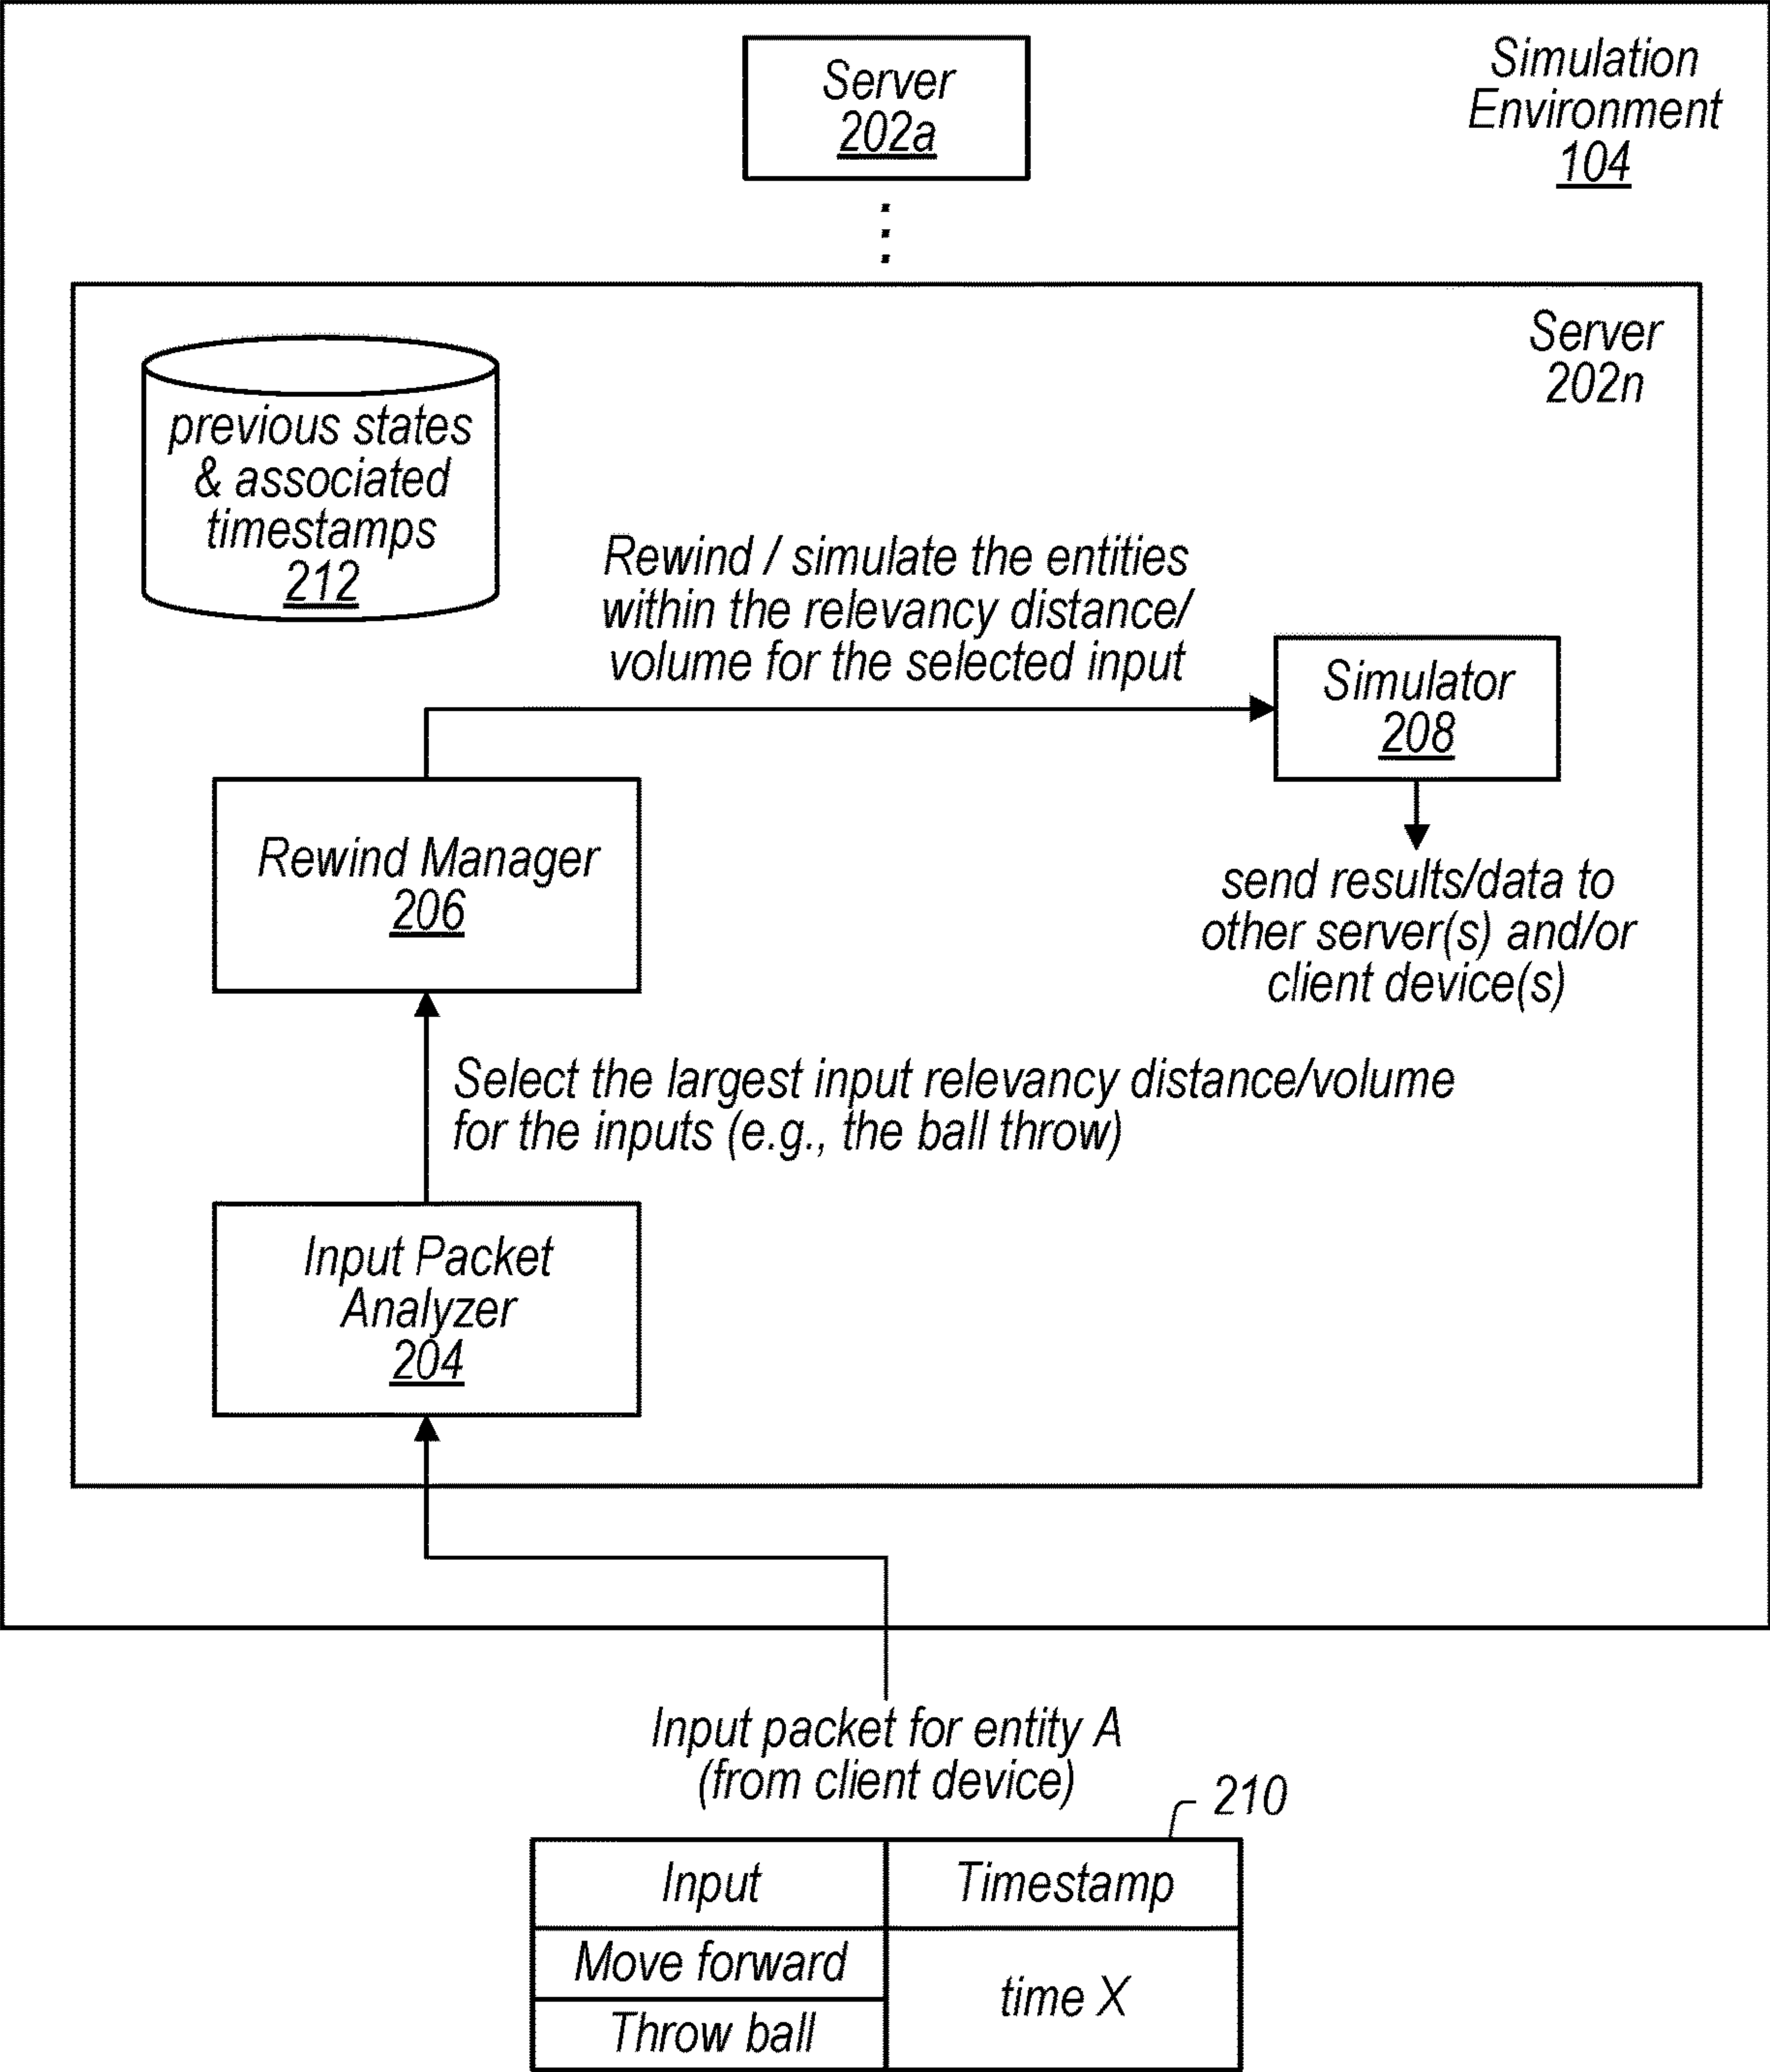 Server
202a
Simulation
Environment
104
Server
202n
previous states
& associated
timestamps
212
Rewind / simulate the entities
within the relevancy distance/
volume for the selected input
Simulator
208
Rewind Manager
206
send results/data to
other server(s) and/or
client device(s)
Select the largest input relevancy distance/volume
for the inputs (e.g., the ball throw)
Input Packet
Analyzer
204
Input packet for entity A
(from client device)
210
Input
Timestamp
Move forward
time X
Throw ball